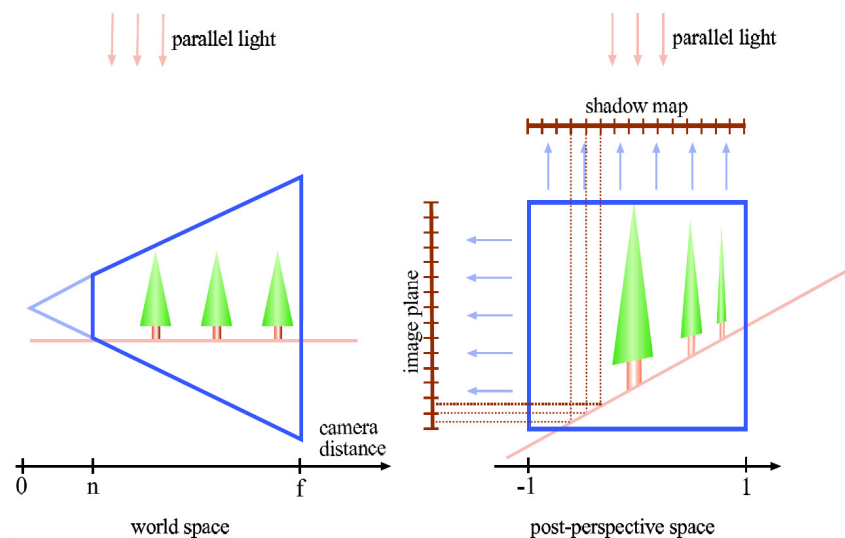 parallel light
parallel light
shadow map
image plane
camera
distance
0
n
f
-1
1
world space
post-perspective space